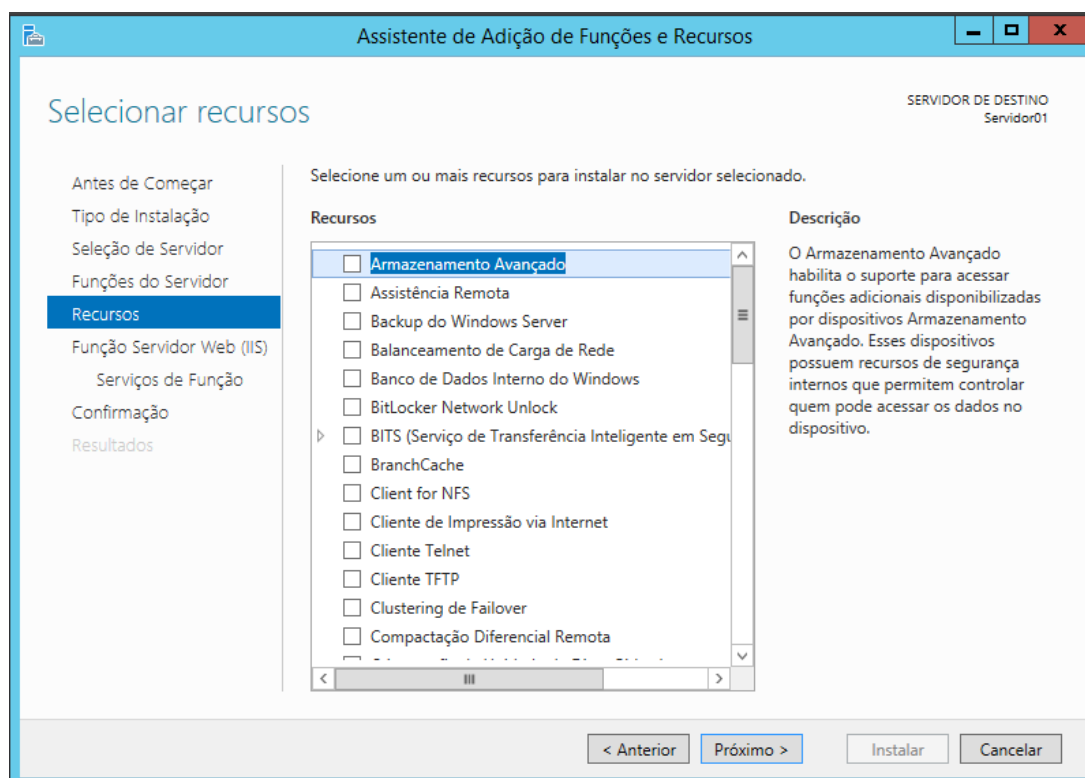 Assistente de Adição de Funções e Recursos
Selecionar recursos
SERVIDOR DE DESTINO
Servidor01
Antes de Começar
Tipo de Instalação
Seleção de Servidor
Funções do Servidor
Recursos
Função Servidor Web (IIS)
Serviços de Função
Confirmação
Resultados
Selecione um ou mais recursos para instalar no servidor selecionado.
Recursos
Armazenamento Avançado
Assistência Remota
Backup do Windows Server
Balanceamento de Carga de Rede
Banco de Dados Interno do Windows
BitLocker Network Unlock
BITS (Serviço de Transferência Inteligente em Segu
BranchCache
Client for NFS
Cliente de Impressão via Internet
Cliente Telnet
Cliente TFTP
Clustering de Failover
Compactação Diferencial Remota
Descrição
O Armazenamento Avançado
habilita o suporte para acessar
funções adicionais disponibilizadas
por dispositivos Armazenamento
Avançado. Esses dispositivos
possuem recursos de segurança
internos que permitem controlar
quem pode acessar os dados no
dispositivo.
< Anterior
Próximo >
Instalar
Cancelar